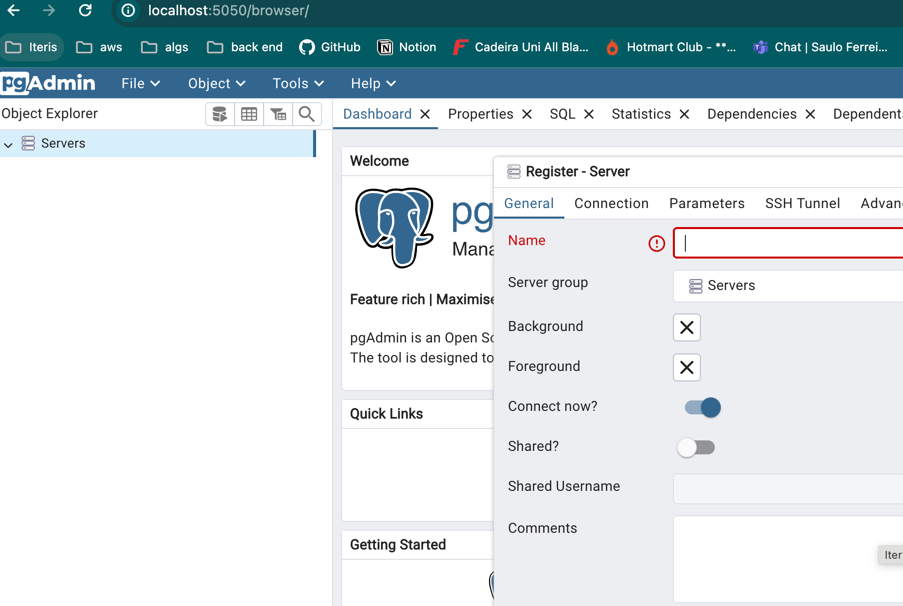 localhost:5050/browser/
Iteris aws algs back end GitHub Notion Cadeira Uni All Bla... Hotmart Club - **... Chat | Saulo Ferrei...
pgAdmin File Object Tools Help
Object Explorer
Servers
Dashboard Properties SQL Statistics Dependencies Dependent
Welcome
pg
Mana
Feature rich | Maximise
pgAdmin is an Open So
The tool is designed to
Quick Links
Getting Started
Register - Server
General Connection Parameters SSH Tunnel Advan
Name
Server group Servers
Background
Foreground
Connect now?
Shared?
Shared Username
Comments
Iter